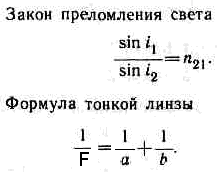 Закон преломления света
sin i₁ / sin i₂ = n₂₁.
Формула тонкой линзы
1/F = 1/a + 1/b.